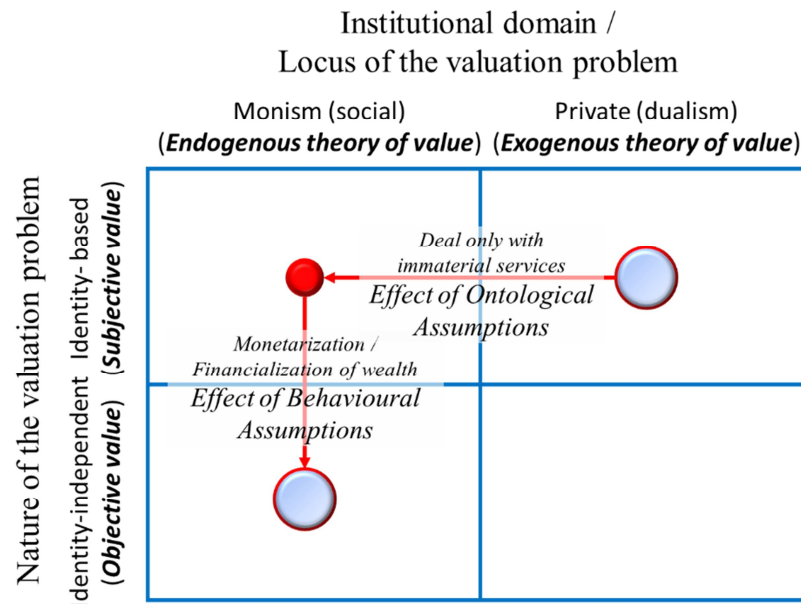 Institutional domain /
Locus of the valuation problem
Monism (social)
(Endogenous theory of value)
Private (dualism)
(Exogenous theory of value)
Nature of the valuation problem
Identity- based
(Subjective value)
dentity-independent
(Objective value)
Deal only with
immaterial services
Effect of Ontological
Assumptions
Monetarization /
Financialization of wealth
Effect of Behavioural
Assumptions